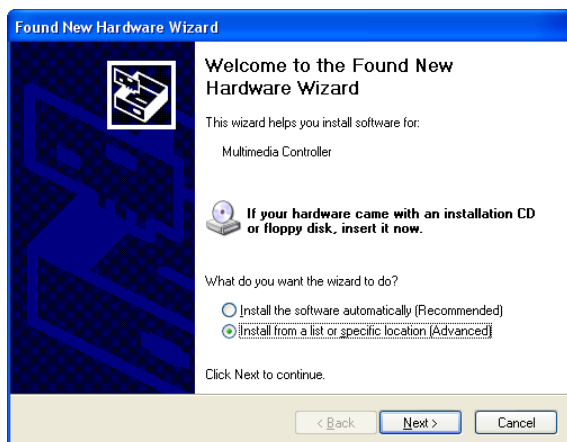 Found New Hardware Wizard
Welcome to the Found New
Hardware Wizard
This wizard helps you install software for:
Multimedia Controller
If your hardware came with an installation CD
or floppy disk, insert it now.
What do you want the wizard to do?
Install the software automatically (Recommended)
Install from a list or specific location (Advanced)
Click Next to continue.
< Back Next > Cancel